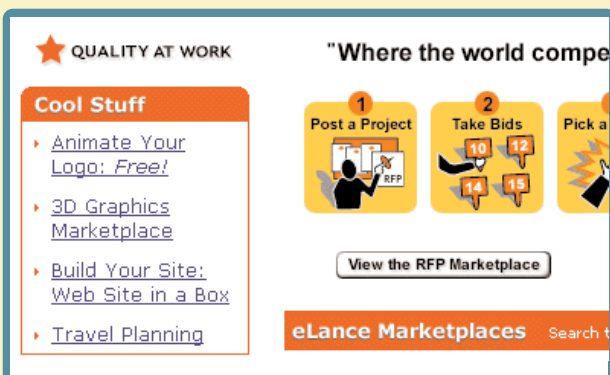 QUALITY AT WORK
"Where the world compe
Cool Stuff
Animate Your
Logo: Free!
3D Graphics
Marketplace
Build Your Site:
Web Site in a Box
Travel Planning
1
Post a Project
RFP
2
Take Bids
10
12
14
15
Pick a
View the RFP Marketplace
eLance Marketplaces Search t